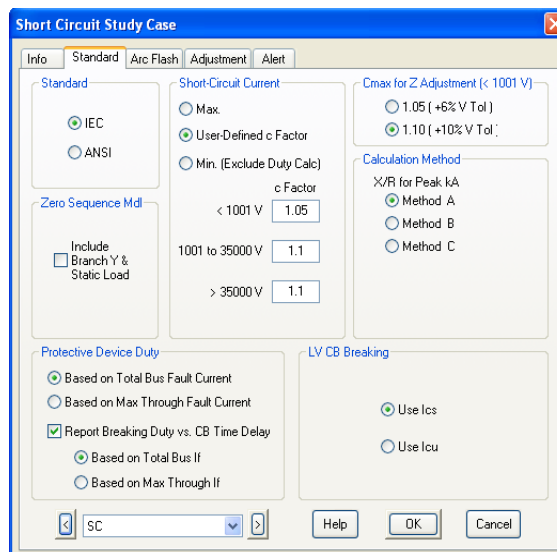 Short Circuit Study Case
Info
Standard
Arc Flash
Adjustment
Alert
Standard
IEC
ANSI
Zero Sequence Mdl
Include
Branch Y &
Static Load
Short-Circuit Current
Max.
User-Defined c Factor
Min. (Exclude Duty Calc)
c Factor
< 1001 V 1.05
1001 to 35000 V 1.1
> 35000 V 1.1
Cmax for Z Adjustment (< 1001 V)
1.05 ( +6% V Tol )
1.10 ( +10% V Tol )
Calculation Method
X/R for Peak kA
Method A
Method B
Method C
Protective Device Duty
Based on Total Bus Fault Current
Based on Max Through Fault Current
Report Breaking Duty vs. CB Time Delay
Based on Total Bus If
Based on Max Through If
LV CB Breaking
Use Ics
Use Icu
< SC >
Help
OK
Cancel